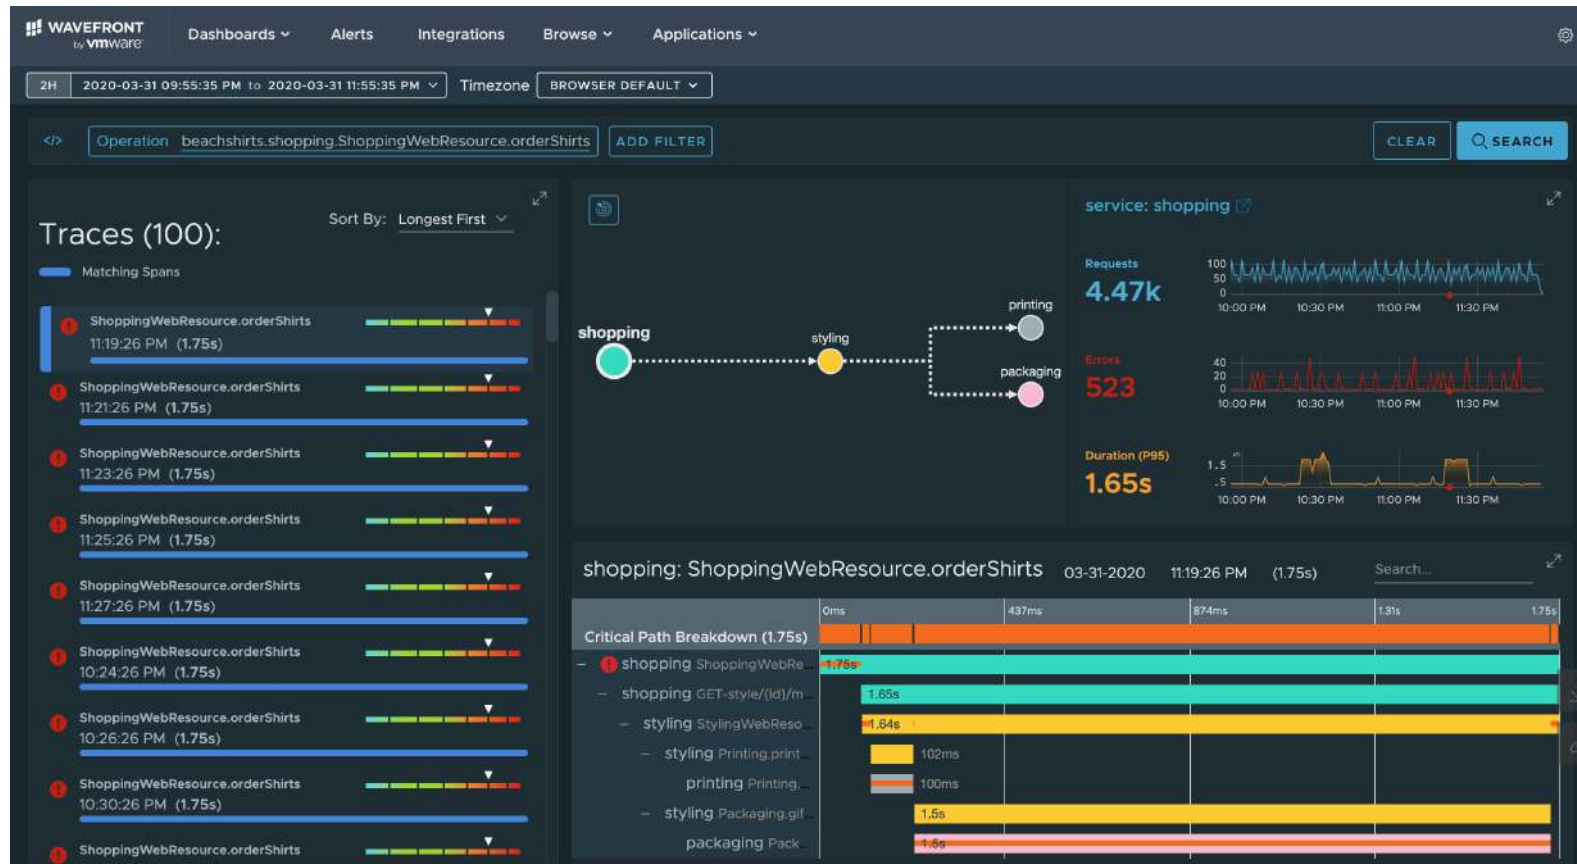 WAVEFRONT
by vmware
Dashboards
Alerts
Integrations
Browse
Applications
2H 2020-03-31 09:55:35 PM to 2020-03-31 11:55:35 PM
Timezone
BROWSER DEFAULT
</>
Operation beachshirts.shopping.ShoppingWebResource.orderShirts
ADD FILTER
CLEAR
SEARCH
Traces (100):
Sort By: Longest First
Matching Spans
ShoppingWebResource.orderShirts
11:19:26 PM (1.75s)
ShoppingWebResource.orderShirts
11:21:26 PM (1.75s)
ShoppingWebResource.orderShirts
11:23:26 PM (1.75s)
ShoppingWebResource.orderShirts
11:25:26 PM (1.75s)
ShoppingWebResource.orderShirts
11:27:26 PM (1.75s)
ShoppingWebResource.orderShirts
10:24:26 PM (1.75s)
ShoppingWebResource.orderShirts
10:26:26 PM (1.75s)
ShoppingWebResource.orderShirts
10:30:26 PM (1.75s)
ShoppingWebResource.orderShirts
shopping
styling
printing
packaging
service: shopping
Requests
4.47k
100
50
0
10:00 PM 10:30 PM 11:00 PM 11:30 PM
Errors
523
40
20
0
10:00 PM 10:30 PM 11:00 PM 11:30 PM
Duration (P95)
1.65s
s
1.5
.5
10:00 PM 10:30 PM 11:00 PM 11:30 PM
shopping: ShoppingWebResource.orderShirts 03-31-2020 11:19:26 PM (1.75s)
Search...
0ms 437ms 874ms 1.31s 1.75s
Critical Path Breakdown (1.75s)
shopping ShoppingWebRe... 1.75s
shopping GET-style/{id}/m... 1.65s
styling StylingWebReso... 1.64s
styling Printing.print... 102ms
printing Printing.... 100ms
styling Packaging.gif... 1.5s
packaging Pack... 1.5s